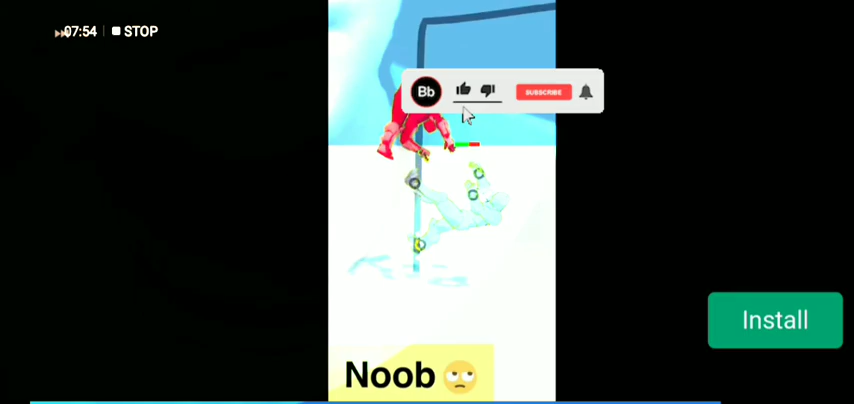 07:54 STOP
Bb
SUBSCRIBE
Install
Noob 🙄